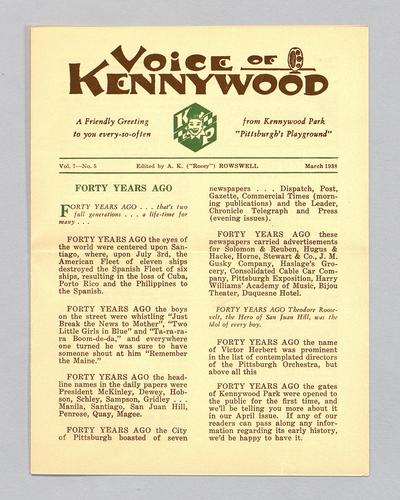 VOICE OF
KENNYWOOD
A Friendly Greeting
to you every-so-often
K
P
from Kennywood Park
"Pittsburgh's Playground"
Vol. 7—No. 5
Edited by A. K. ("Rosey") ROWSWELL
March 1938
FORTY YEARS AGO
FORTY YEARS AGO . . . that's two
full generations . . . a life-time for
many . . .
FORTY YEARS AGO the eyes of
the world were centered upon San-
tiago, where, upon July 3rd, the
American Fleet of eleven ships
destroyed the Spanish Fleet of six
ships, resulting in the loss of Cuba,
Porto Rico and the Philippines to
the Spanish.
FORTY YEARS AGO the boys
on the street were whistling "Just
Break the News to Mother", "Two
Little Girls in Blue" and "Ta-ra-ra-
ra Boom-de-da," and everywhere
one turned he was sure to have
someone shout at him "Remember
the Maine."
FORTY YEARS AGO the head-
line names in the daily papers were
President McKinley, Dewey, Hob-
son, Schley, Sampson, Gridley . . .
Manila, Santiago, San Juan Hill,
Penrose, Quay, Magee.
FORTY YEARS AGO the City
of Pittsburgh boasted of seven
newspapers . . . Dispatch, Post,
Gazette, Commercial Times (morn-
ing publications) and the Leader,
Chronicle Telegraph and Press
(evening issues).
FORTY YEARS AGO these
newspapers carried advertisements
for Solomon & Reuben, Hugus &
Hacke, Horne, Stewart & Co., J. M.
Gusky Company, Haslage's Gro-
cery, Consolidated Cable Car Com-
pany, Pittsburgh Exposition, Harry
Williams' Academy of Music, Bijou
Theater, Duquesne Hotel.
FORTY YEARS AGO Theodore Roose-
velt, the Hero of San Juan Hill, was the
idol of every boy.
FORTY YEARS AGO the name
of Victor Herbert was prominent
in the list of contemplated directors
of the Pittsburgh Orchestra, but
above all this
FORTY YEARS AGO the gates
of Kennywood Park were opened to
the public for the first time, and
we'll be telling you more about it
in our April issue. If any of our
readers can pass along any infor-
mation regarding its early history,
we'd be happy to have it.